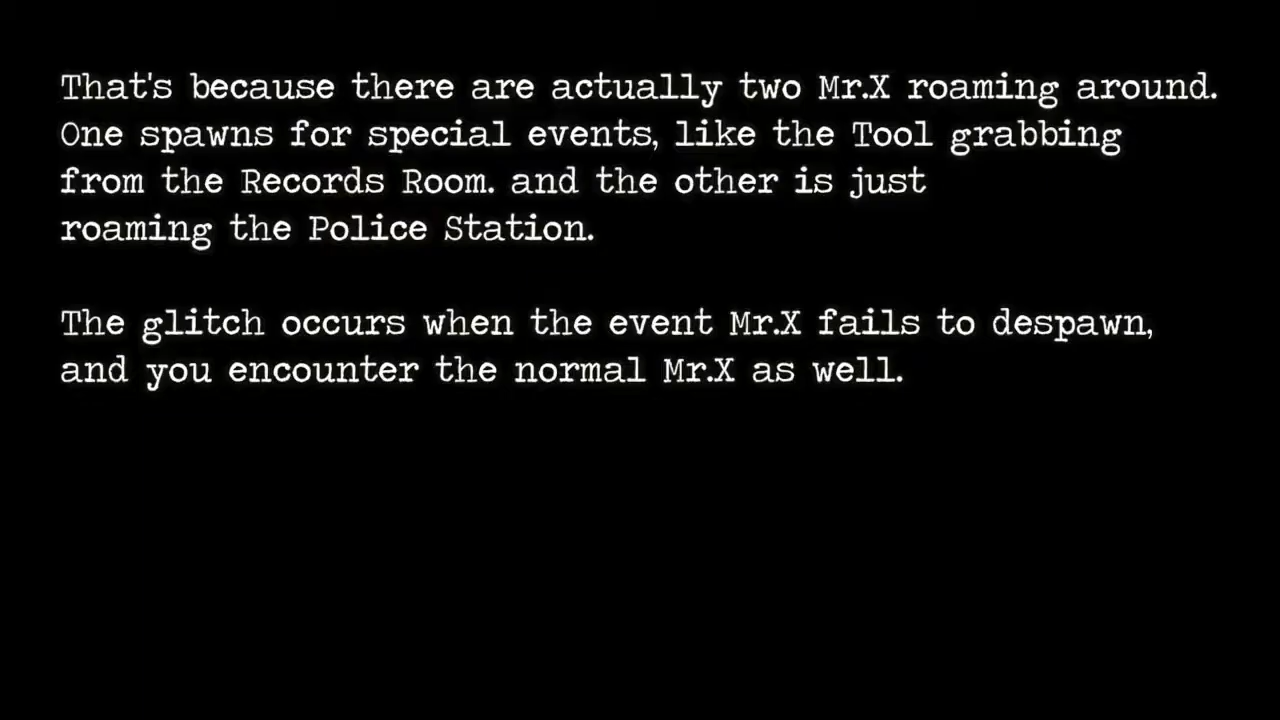 That's because there are actually two Mr.X roaming around.
One spawns for special events, like the Tool grabbing
from the Records Room. and the other is just
roaming the Police Station.
The glitch occurs when the event Mr.X fails to despawn,
and you encounter the normal Mr.X as well.